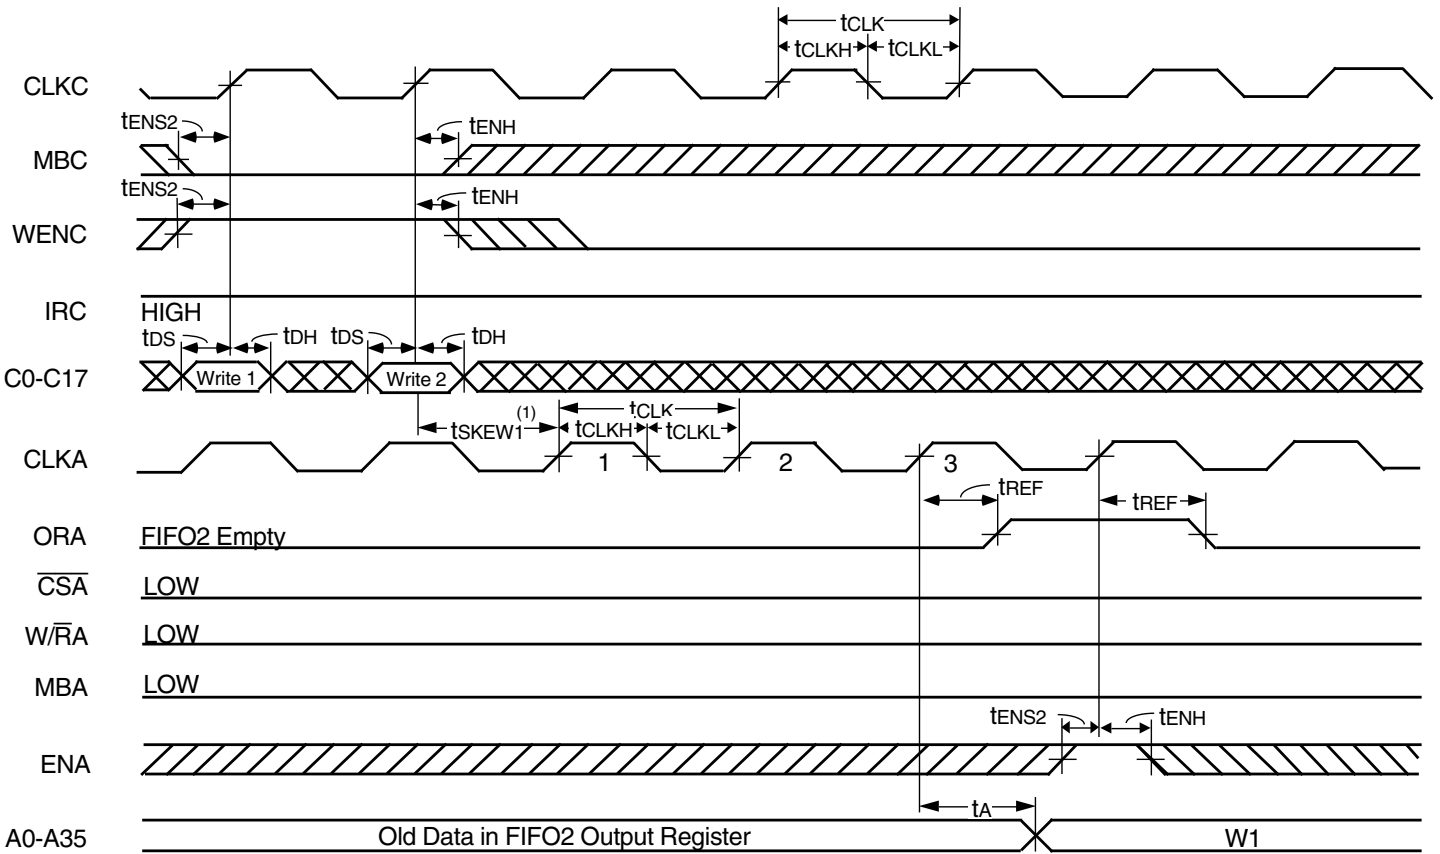 tCLK
tCLKH tCLKL
CLKC
tENS2 tENH
MBC
tENS2 tENH
WENC
IRC HIGH
tDS tDH tDS tDH
C0-C17 Write 1 Write 2
tSKEW1(1) tCLK
tCLKH tCLKL
CLKA 1 2 3
tREF tREF
ORA FIFO2 Empty
C̅S̅A̅ LOW
W/R̅A LOW
MBA LOW
tENS2 tENH
ENA
tA
A0-A35 Old Data in FIFO2 Output Register W1